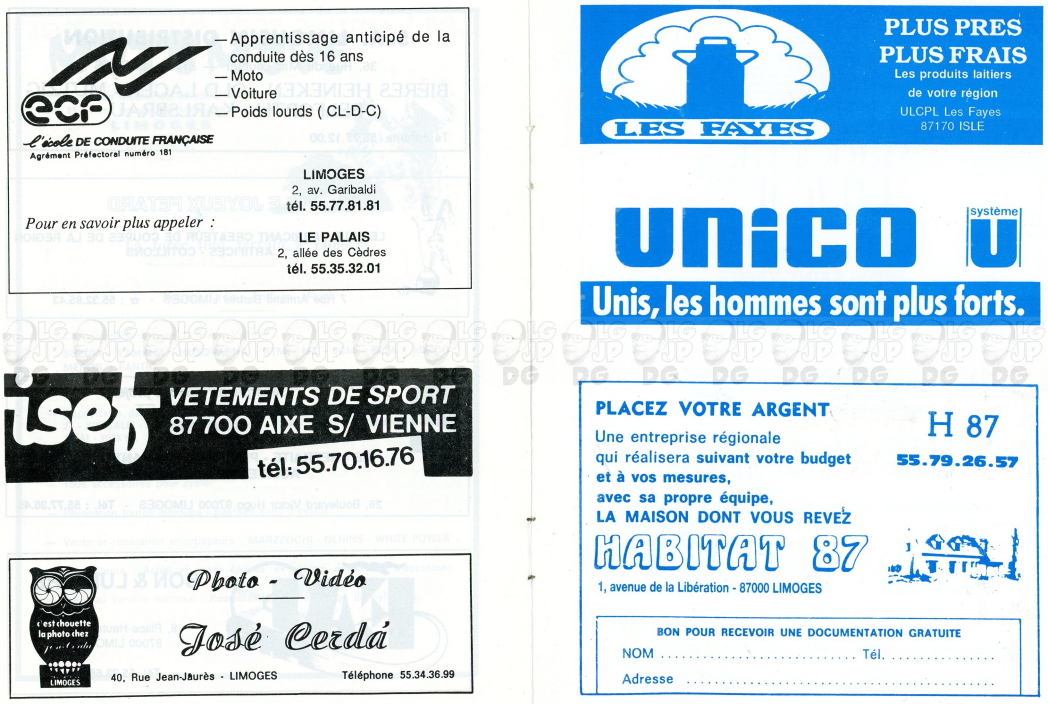 — Apprentissage anticipé de la
conduite dès 16 ans
— Moto
— Voiture
— Poids lourds ( CL-D-C)
ecf
l'école DE CONDUITE FRANÇAISE
Agrément Préfectoral numéro 181
LIMOGES
2, av. Garibaldi
tél. 55.77.81.81
Pour en savoir plus appeler :
LE PALAIS
2, allée des Cèdres
tél. 55.35.32.01
isef
VETEMENTS DE SPORT
87700 AIXE S/ VIENNE
tél: 55.70.16.76
Photo - Vidéo
c'est chouette
la photo chez
José Cerdá
LIMOGES
40, Rue Jean-Jaurès - LIMOGES
Téléphone 55.34.36.99
PLUS PRES
PLUS FRAIS
Les produits laitiers
de votre région
ULCPL Les Fayes
87170 ISLE
LES FAYES
UNiCO
système
U
Unis, les hommes sont plus forts.
PLACEZ VOTRE ARGENT
H 87
Une entreprise régionale
qui réalisera suivant votre budget
55.79.26.57
et à vos mesures,
avec sa propre équipe,
LA MAISON DONT VOUS REVEZ
HABITAT 87
1, avenue de la Libération - 87000 LIMOGES
BON POUR RECEVOIR UNE DOCUMENTATION GRATUITE
NOM ............................ Tél. ................
Adresse ............................................
LG JP DG